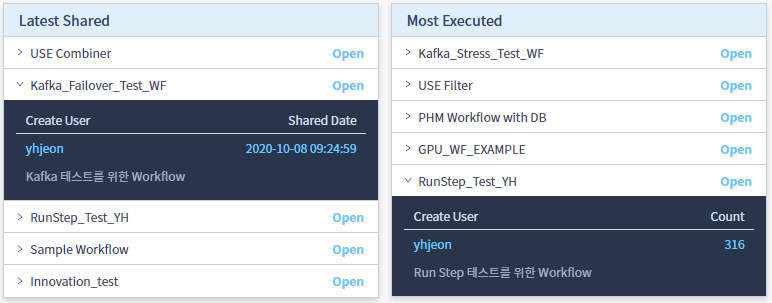 Latest Shared
USE Combiner Open
Kafka_Failover_Test_WF Open
Create User Shared Date
yhjeon 2020-10-08 09:24:59
Kafka 테스트를 위한 Workflow
RunStep_Test_YH Open
Sample Workflow Open
Innovation_test Open
Most Executed
Kafka_Stress_Test_WF Open
USE Filter Open
PHM Workflow with DB Open
GPU_WF_EXAMPLE Open
RunStep_Test_YH Open
Create User Count
yhjeon 316
Run Step 테스트를 위한 Workflow